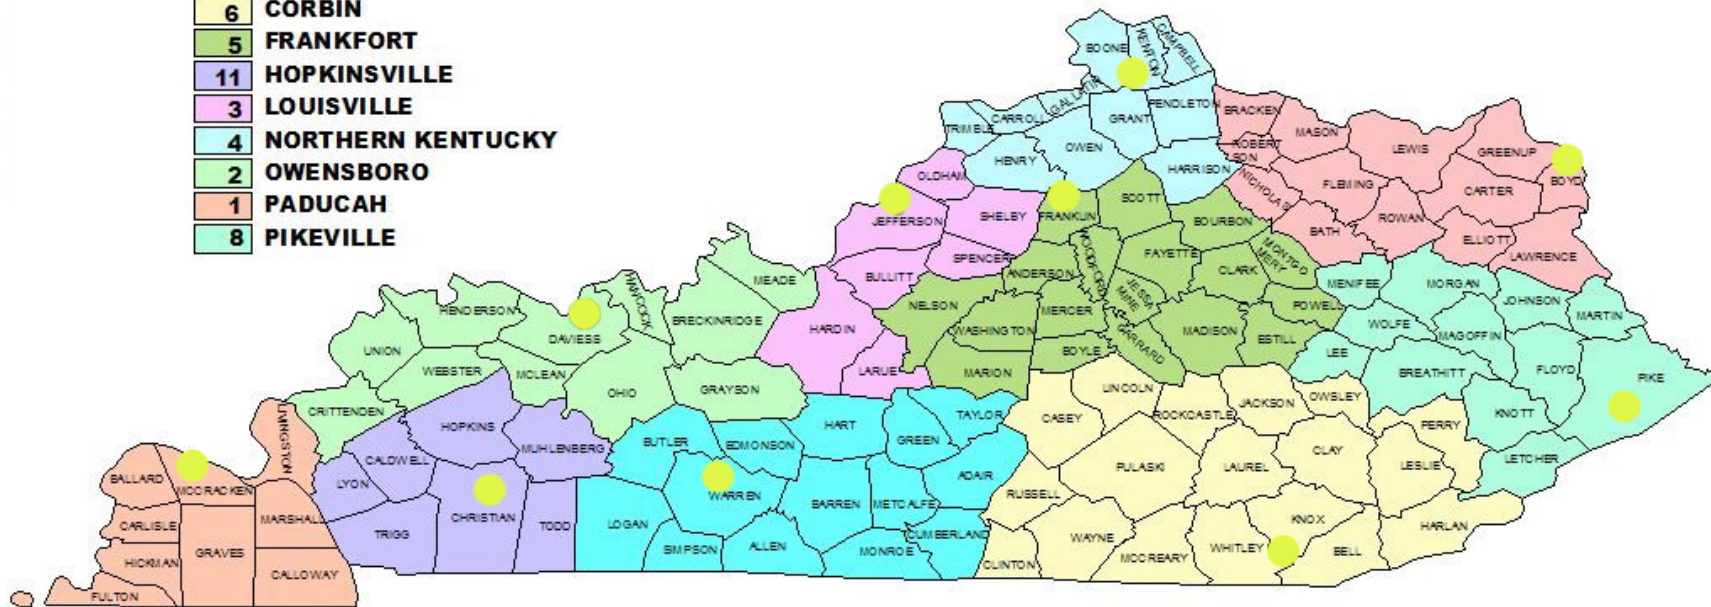 6 CORBIN
5 FRANKFORT
11 HOPKINSVILLE
3 LOUISVILLE
4 NORTHERN KENTUCKY
2 OWENSBORO
1 PADUCAH
8 PIKEVILLE
BOONE
KENTON
CAMPBELL
GALLATIN
CARROLL
TRIMBLE
GRANT
PENDLETON
BRACKEN
MASON
ROBERT
SON
LEWIS
GREENUP
BOYD
HENRY
OWEN
HARRISON
NICHOLAS
FLEMING
CARTER
OLDHAM
JEFFERSON
SHELBY
FRANKLIN
SCOTT
BOURBON
BATH
ROWAN
ELLIOTT
LAWRENCE
SPENCER
BULLITT
ANDERSON
WOODFORD
FAYETTE
CLARK
MONTGO
MERY
MENIFEE
MORGAN
JOHNSON
MARTIN
MEADE
HANCOCK
BRECKINRIDGE
HENDERSON
DAVIESS
HARDIN
NELSON
WASHINGTON
MERCER
JESSA
MINE
MADISON
POWELL
ESTILL
WOLFE
MAGOFFIN
UNION
WEBSTER
MCLEAN
OHIO
GRAYSON
LARUE
MARION
BOYLE
GARRARD
LEE
BREATHITT
FLOYD
PIKE
CRITTENDEN
LIVINGSTON
HOPKINS
MUHLENBERG
BUTLER
EDMONSON
HART
GREEN
TAYLOR
CASEY
LINCOLN
ROCKCASTLE
JACKSON
OWSLEY
PERRY
KNOTT
LETCHER
BALLARD
MCCRACKEN
CALDWELL
LYON
WARREN
BARREN
METCALFE
ADAIR
RUSSELL
PULASKI
LAUREL
CLAY
LESLIE
CARLISLE
MARSHALL
TRIGG
CHRISTIAN
TODD
LOGAN
SIMPSON
ALLEN
MONROE
CUMBERLAND
CLINTON
WAYNE
MCCREARY
WHITLEY
KNOX
BELL
HARLAN
HICKMAN
GRAVES
CALLOWAY
FULTON